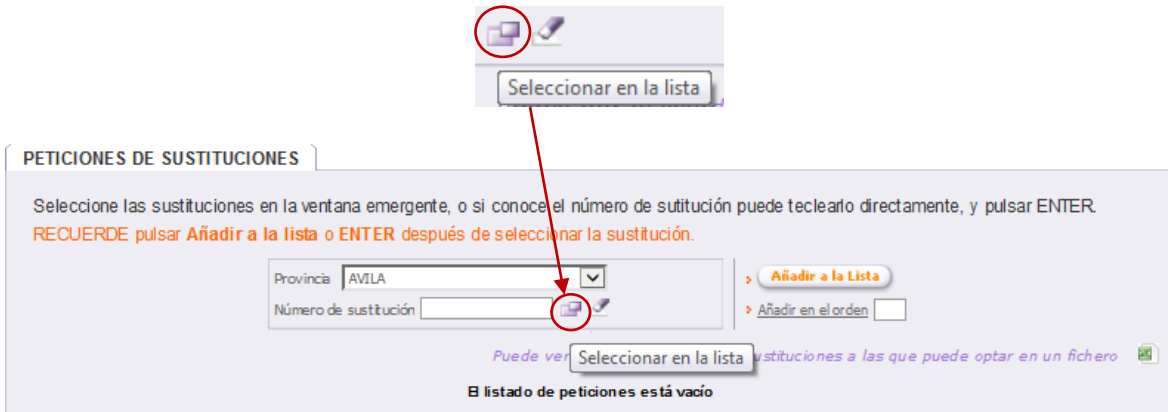 Seleccionar en la lista
PETICIONES DE SUSTITUCIONES
Seleccione las sustituciones en la ventana emergente, o si conoce el número de sutitución puede teclearlo directamente, y pulsar ENTER.
RECUERDE pulsar Añadir a la lista o ENTER después de seleccionar la sustitución.
Provincia AVILA
Añadir a la Lista
Número de sustitución
Añadir en el orden
Puede ver Seleccionar en la lista sustituciones a las que puede optar en un fichero
El listado de peticiones está vacío